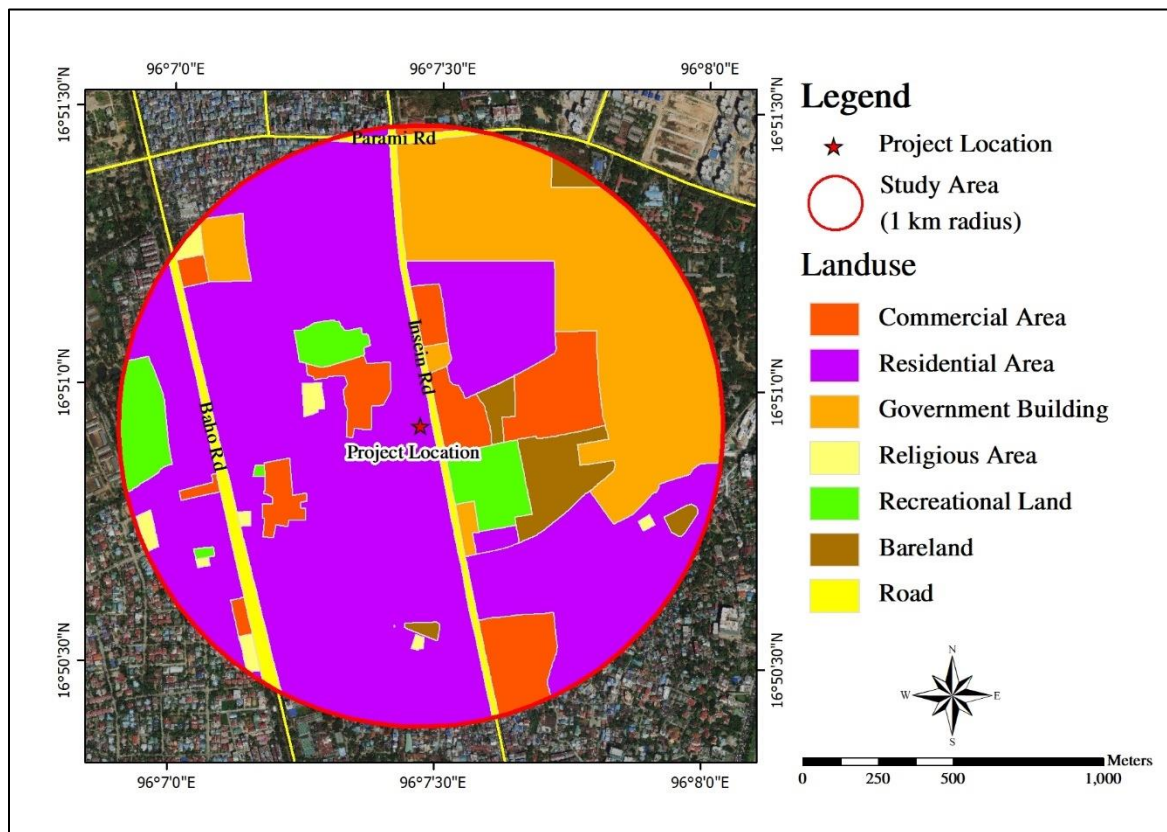 96°7'0"E
96°7'30"E
96°8'0"E
16°51'30"N
16°51'30"N
Parami Rd
Insein Rd
16°51'0"N
16°51'0"N
Baho Rd
Project Location
16°50'30"N
16°50'30"N
96°7'0"E
96°7'30"E
96°8'0"E
Legend
Project Location
Study Area
(1 km radius)
Landuse
Commercial Area
Residential Area
Government Building
Religious Area
Recreational Land
Bareland
Road
N
W
E
S
Meters
0
250
500
1,000